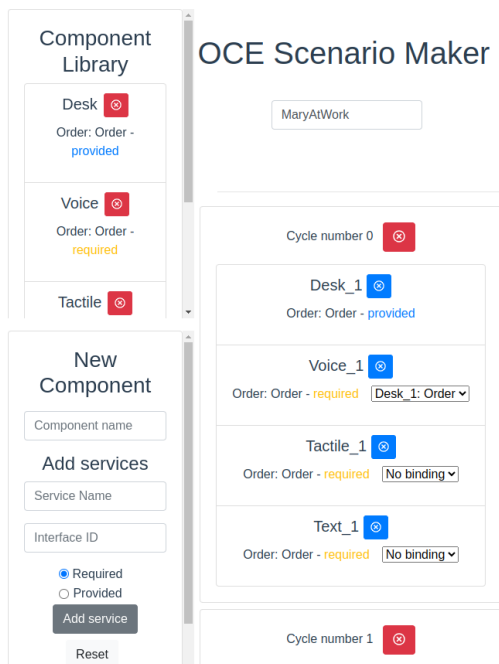 Component
Library
Desk
Order: Order -
provided
Voice
Order: Order -
required
Tactile
New
Component
Component name
Add services
Service Name
Interface ID
Required
Provided
Add service
Reset
OCE Scenario Maker
MaryAtWork
Cycle number 0
Desk_1
Order: Order - provided
Voice_1
Order: Order - required Desk_1: Order
Tactile_1
Order: Order - required No binding
Text_1
Order: Order - required No binding
Cycle number 1